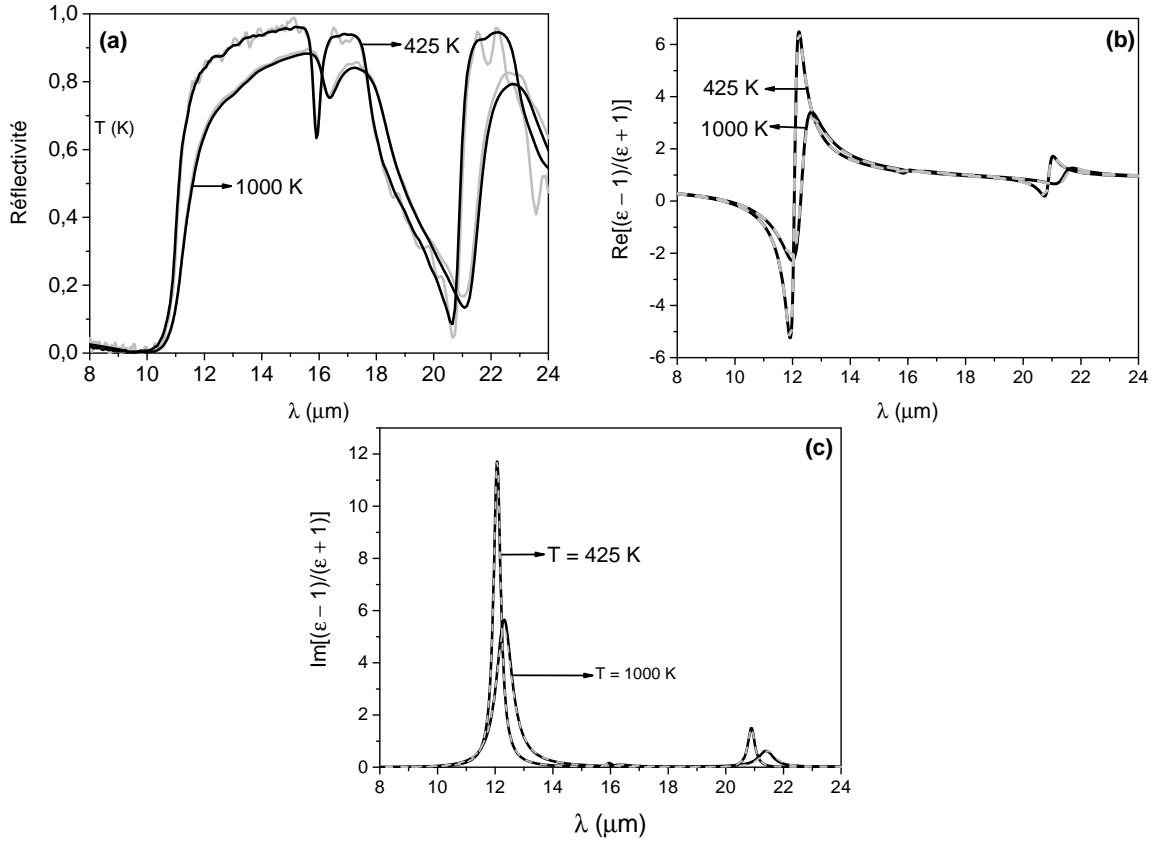 (a)
1,0
0,8
0,6
0,4
0,2
0,0
Réflectivité
T (K)
425 K
1000 K
8 10 12 14 16 18 20 22 24
λ (μm)
(b)
6
4
2
0
-2
-4
-6
Re[(ε − 1)/(ε + 1)]
425 K
1000 K
8 10 12 14 16 18 20 22 24
λ (μm)
(c)
12
10
8
6
4
2
0
Im[(ε − 1)/(ε + 1)]
T = 425 K
T = 1000 K
8 10 12 14 16 18 20 22 24
λ (μm)